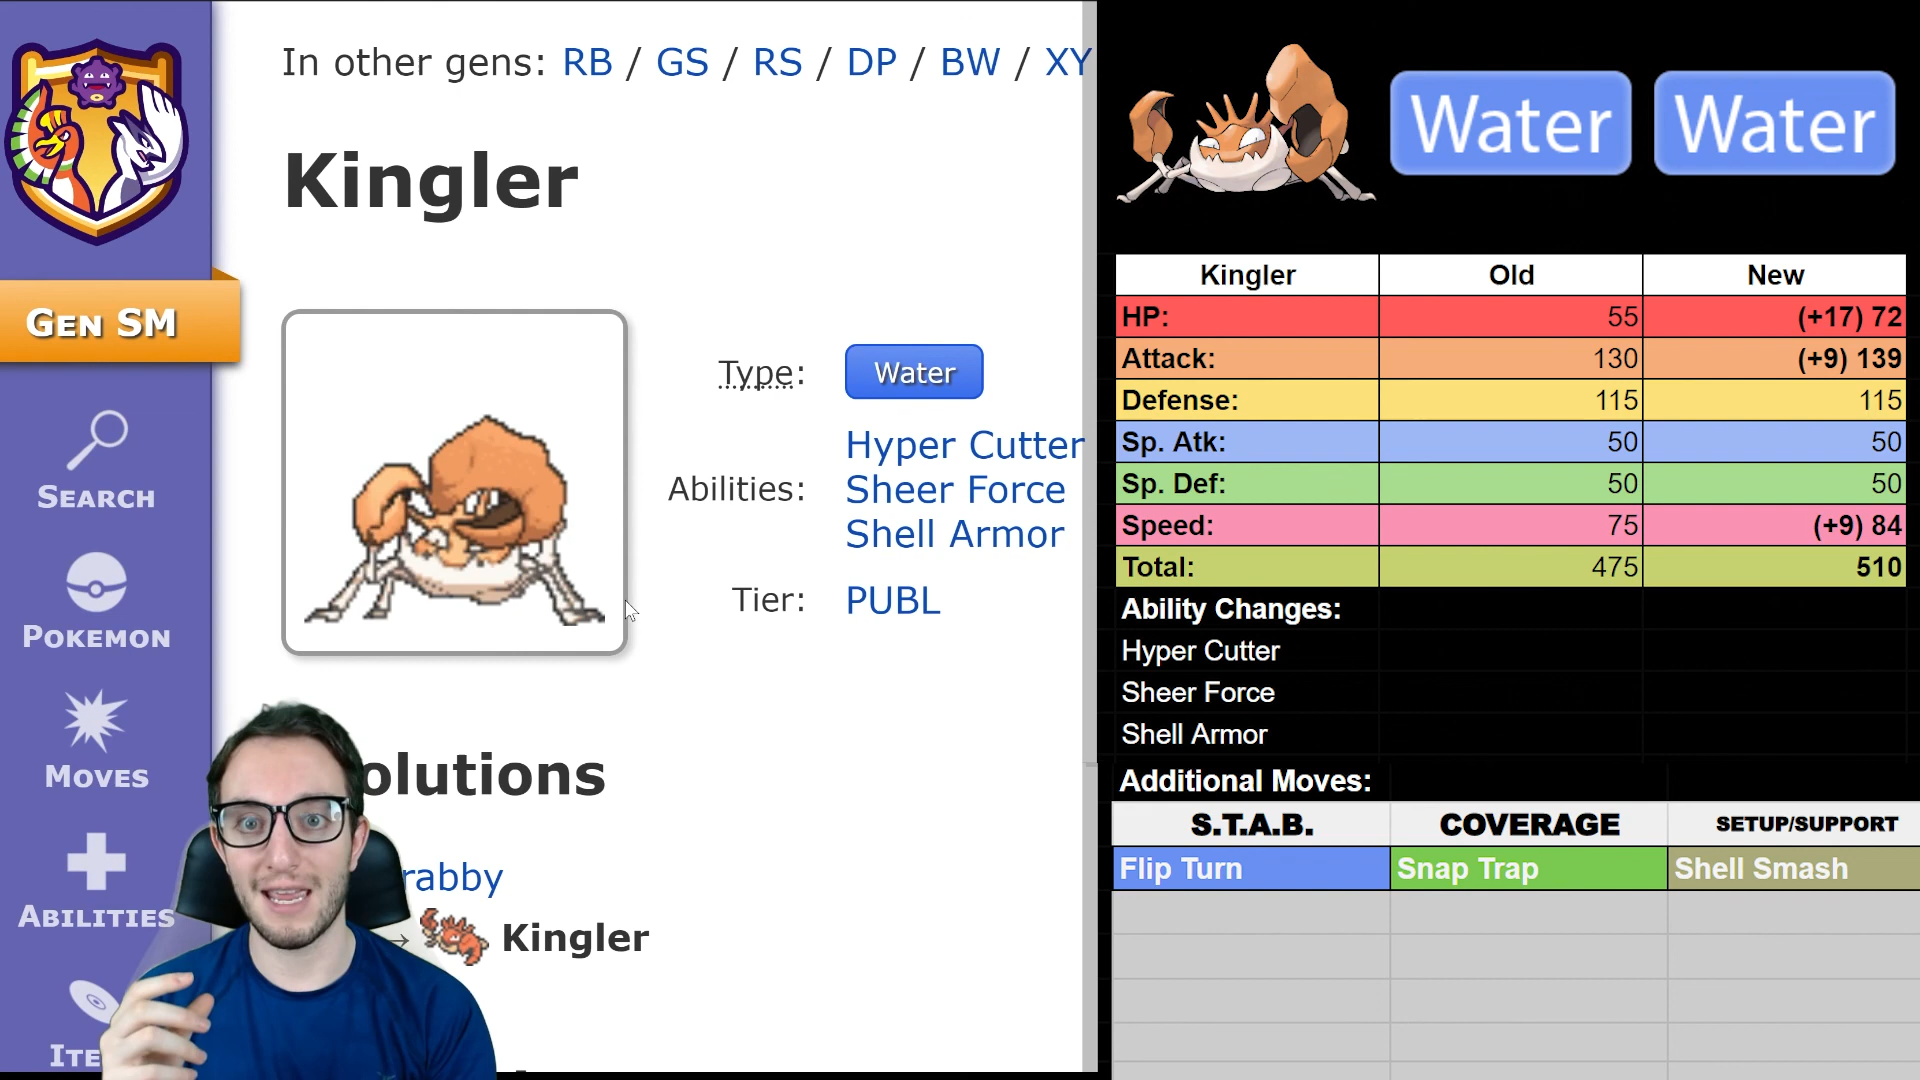 In other gens: RB / GS / RS / DP / BW / XY
Kingler
GEN SM
Type: Water
Hyper Cutter
Abilities: Sheer Force
Shell Armor
Tier: PUBL
SEARCH
POKEMON
MOVES
ABILITIES
ITE
olutions
rabby
→ Kingler
Water Water
Kingler Old New
HP: 55 (+17) 72
Attack: 130 (+9) 139
Defense: 115 115
Sp. Atk: 50 50
Sp. Def: 50 50
Speed: 75 (+9) 84
Total: 475 510
Ability Changes:
Hyper Cutter
Sheer Force
Shell Armor
Additional Moves:
S.T.A.B. COVERAGE SETUP/SUPPORT
Flip Turn Snap Trap Shell Smash